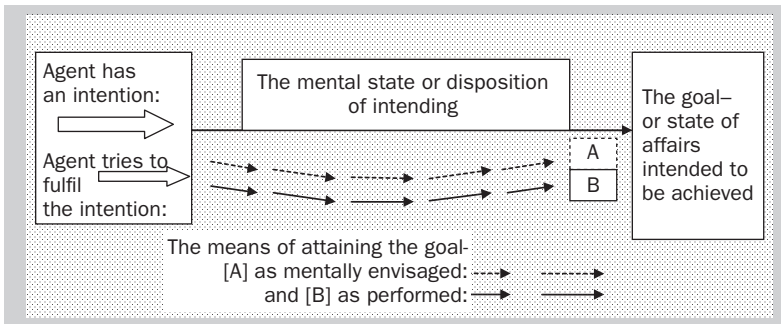 Agent has
an intention:
Agent tries to
fulfil
the intention:
The mental state or disposition
of intending
A
B
The goal–
or state of
affairs
intended to
be achieved
The means of attaining the goal-
[A] as mentally envisaged:
and [B] as performed: